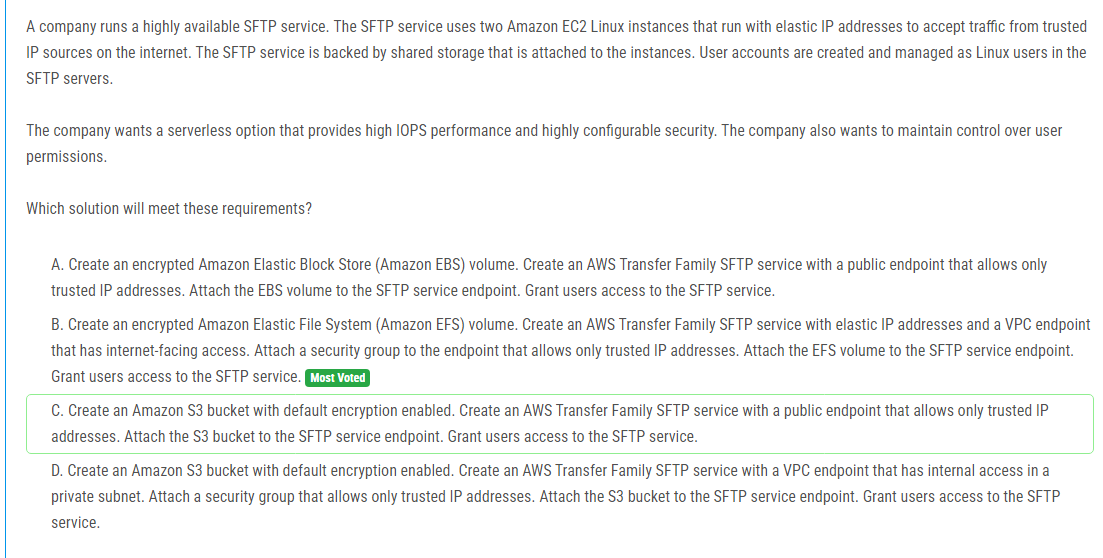 A company runs a highly available SFTP service. The SFTP service uses two Amazon EC2 Linux instances that run with elastic IP addresses to accept traffic from trusted
IP sources on the internet. The SFTP service is backed by shared storage that is attached to the instances. User accounts are created and managed as Linux users in the
SFTP servers.
The company wants a serverless option that provides high IOPS performance and highly configurable security. The company also wants to maintain control over user
permissions.
Which solution will meet these requirements?
A. Create an encrypted Amazon Elastic Block Store (Amazon EBS) volume. Create an AWS Transfer Family SFTP service with a public endpoint that allows only
trusted IP addresses. Attach the EBS volume to the SFTP service endpoint. Grant users access to the SFTP service.
B. Create an encrypted Amazon Elastic File System (Amazon EFS) volume. Create an AWS Transfer Family SFTP service with elastic IP addresses and a VPC endpoint
that has internet-facing access. Attach a security group to the endpoint that allows only trusted IP addresses. Attach the EFS volume to the SFTP service endpoint.
Grant users access to the SFTP service. Most Voted
C. Create an Amazon S3 bucket with default encryption enabled. Create an AWS Transfer Family SFTP service with a public endpoint that allows only trusted IP
addresses. Attach the S3 bucket to the SFTP service endpoint. Grant users access to the SFTP service.
D. Create an Amazon S3 bucket with default encryption enabled. Create an AWS Transfer Family SFTP service with a VPC endpoint that has internal access in a
private subnet. Attach a security group that allows only trusted IP addresses. Attach the S3 bucket to the SFTP service endpoint. Grant users access to the SFTP
service.